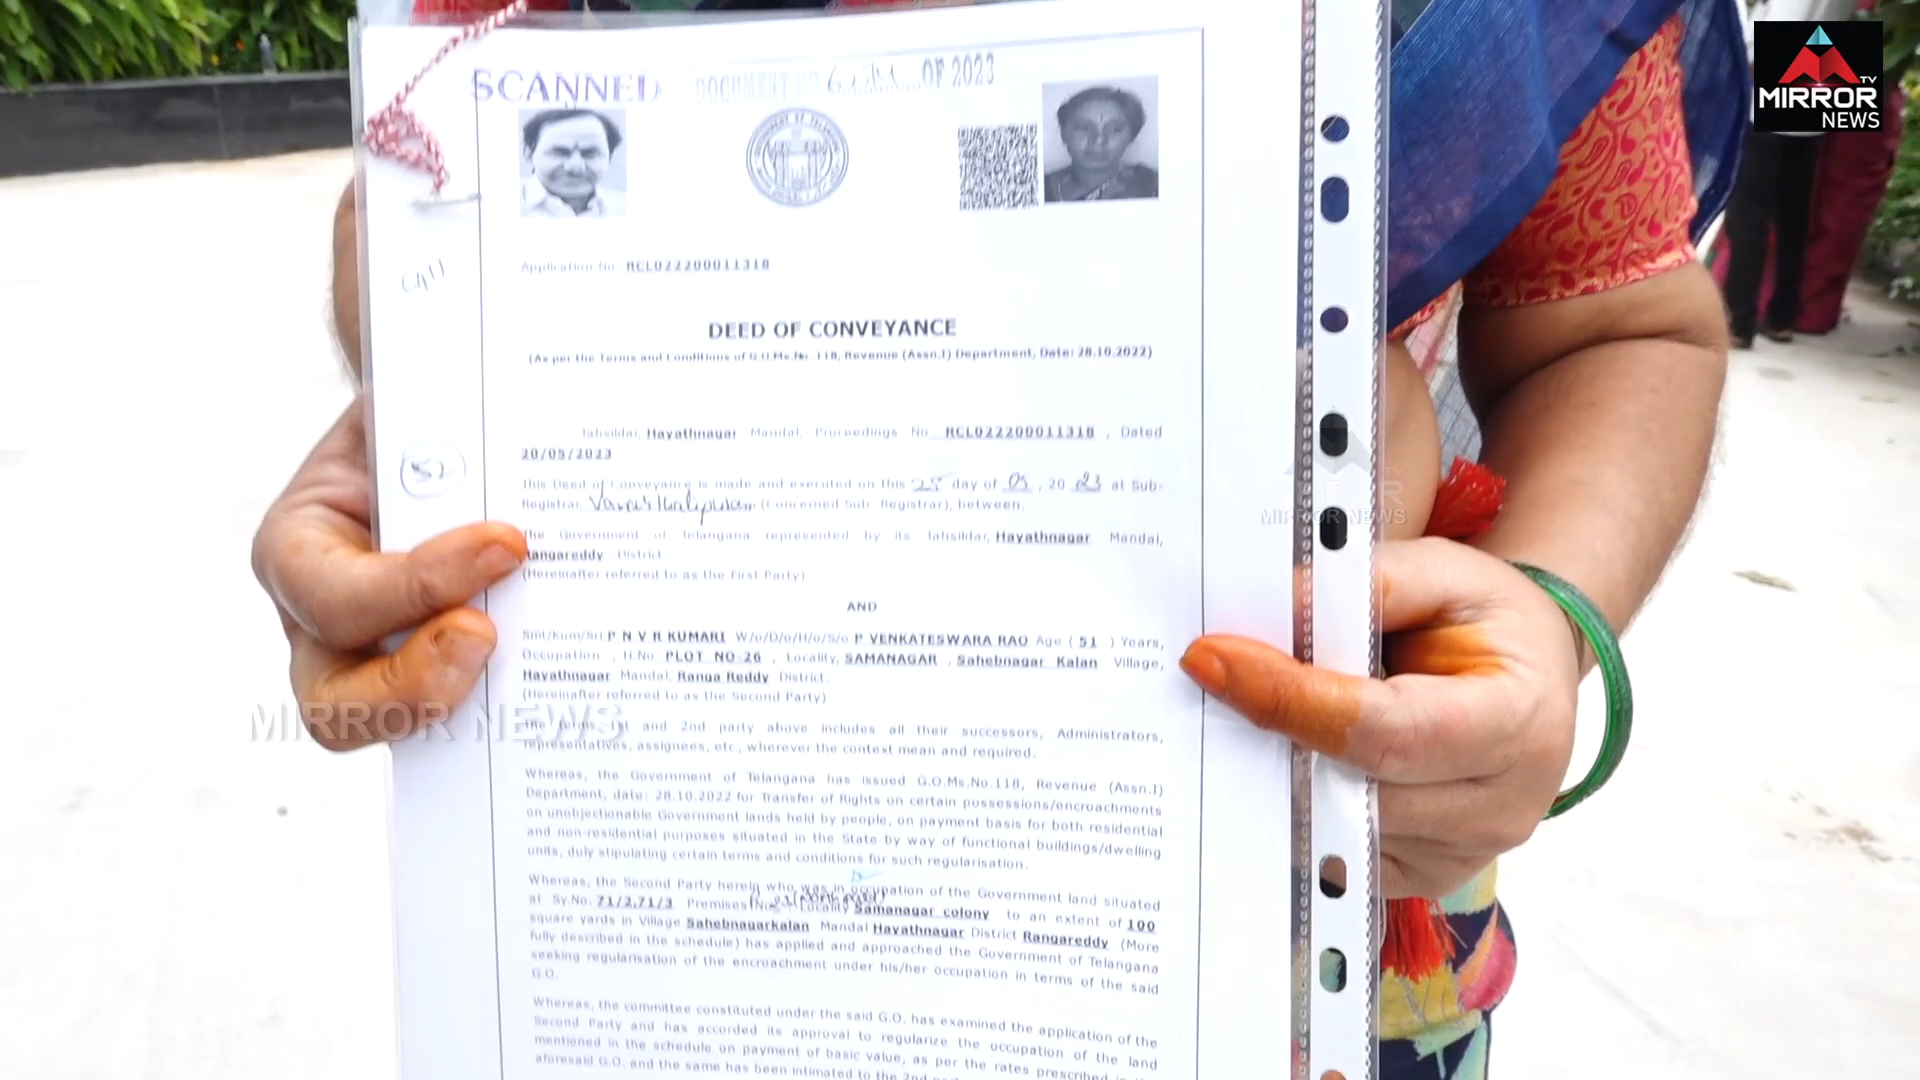 TV
MIRROR
NEWS
SCANNED
DOCUMENT OF 2023
Application No. RCL022200011318
DEED OF CONVEYANCE
(As per the Terms and Conditions of G.O.Ms.No. 118, Revenue (Assn.I) Department, Date: 28.10.2022)
Tahsildar, Hayathnagar Mandal, Proceedings No. RCL022200011318 , Dated
20/05/2023
This Deed of Conveyance is made and executed on this 25 day of 05 , 20 23 at Sub-
Registrar, (Concerned Sub- Registrar), between.
The Government of Telangana represented by its Tahsildar, Hayathnagar Mandal,
Rangareddy District.
(Hereinafter referred to as the First Party)
AND
Smt/Kum/Sri P N V R KUMARI W/o/D/o/H/o/S/o P VENKATESWARA RAO Age ( 51 ) Years,
Occupation , H.No PLOT NO-26 , Locality, SAMANAGAR , Sahebnagar Kalan Village,
Hayathnagar Mandal, Ranga Reddy District.
(Hereinafter referred to as the Second Party)
The terms 1st and 2nd party above includes all their successors, Administrators,
representatives, assignees, etc., wherever the context mean and required.
Whereas, the Government of Telangana has issued G.O.Ms.No.118, Revenue (Assn.I)
Department, date: 28.10.2022 for Transfer of Rights on certain possessions/encroachments
on unobjectionable Government lands held by people, on payment basis for both residential
and non-residential purposes situated in the State by way of functional buildings/dwelling
units, duly stipulating certain terms and conditions for such regularisation.
Whereas, the Second Party herein who was in occupation of the Government land situated
at Sy.No. 71/2,71/3 Premises No. Locality Samanagar colony to an extent of 100
square yards in Village Sahebnagarkalan Mandal Hayathnagar District Rangareddy (More
fully described in the schedule) has applied and approached the Government of Telangana
seeking regularisation of the encroachment under his/her occupation in terms of the said
G.O.
Whereas, the committee constituted under the said G.O. has examined the application of the
Second Party and has accorded its approval to regularize the occupation of the land
mentioned in the schedule on payment of basic value, as per the rates prescribed in
aforesaid G.O. and the same has been intimated to the 2nd
52
MIRROR NEWS
MIRROR NEWS